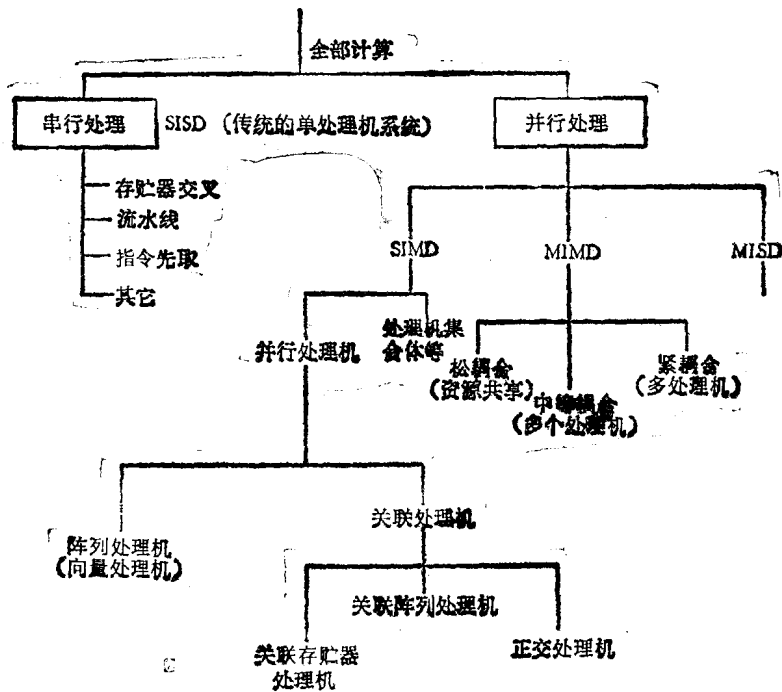 全部计算
串行处理 SISD（传统的单处理机系统） 并行处理
存贮器交叉
流水线
指令先取
其它
SIMD MIMD MISD
并行处理机
处理机集
合体等
松耦合
（资源共享）
中等耦合
（多个处理机）
紧耦合
（多处理机）
阵列处理机
（向量处理机）
关联处理机
关联存贮器
处理机
关联阵列处理机
正交处理机